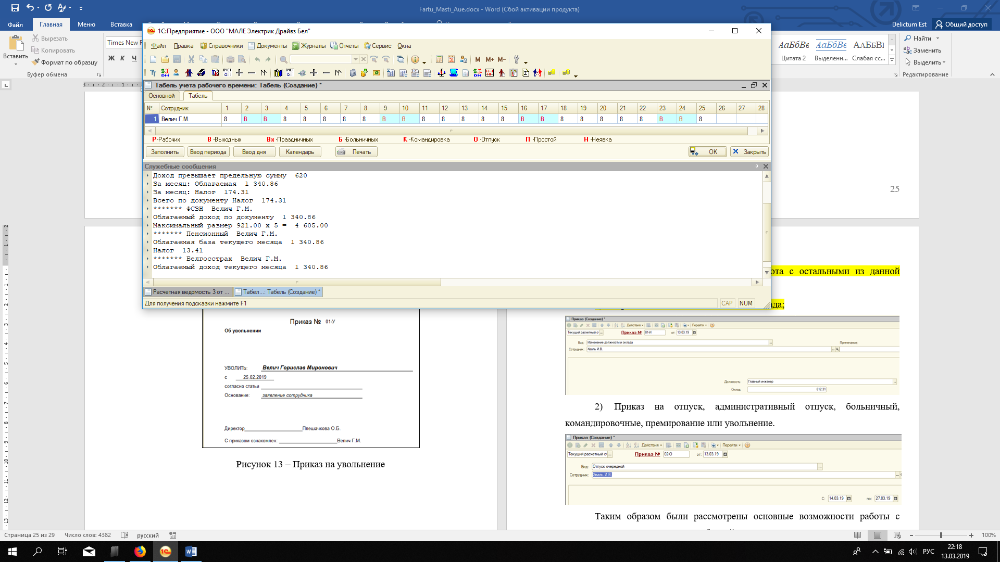 Fartu_Masti_Aue.docx - Word (Сбой активации продукта)
Файл Главная Меню Вставка
Delictum Est Общий доступ
Вставить
Вырезать
Копировать
Формат по образцу
Буфер обмена
Times New R
Ж К Ч
АаБбВв Цитата 2
АаБбВв Выделенн...
ААББВ Слабая сс...
Найти
Заменить
Выделить
Редактирование
1С:Предприятие - ООО "МАЛЕ Электрик Драйвз Бел"
Файл Правка Справочники Документы Журналы Отчеты Сервис Окна
M M+ M-
Табель учета рабочего времени: Табель (Создание) *
Основной Табель
№ Сотрудник 1 2 3 4 5 6 7 8 9 10 11 12 13 14 15 16 17 18 19 20 21 22 23 24 25 26 27 28
1 Велич Г.М. 8 В В 8 8 8 8 8 В В 8 8 8 8 8 В В 8 8 8 8 8 В В 8
Р-Рабочих В -Выходных Вх -Праздничных Б -Больничных К -Командировка О -Отпуск П -Простой Н -Неявка
Заполнить Ввод периода Ввод дня Календарь Печать OK Закрыть
Служебные сообщения
Доход превышает предельную сумму 620
За месяц: Облагаемая 1 340.86
За месяц: Налог 174.31
Всего по документу Налог 174.31
******* ФСЗН Велич Г.М.
Облагаемый доход по документу 1 340.86
Максимальный размер 921.00 х 5 = 4 605.00
******* Пенсионный Велич Г.М.
Облагаемая база текущего месяца 1 340.86
Налог 13.41
******* Белгосстрах Велич Г.М.
Облагаемый доход текущего месяца 1 340.86
Расчетная ведомость 3 от ... Табел...: Табель (Создание) *
Для получения подсказки нажмите F1 CAP NUM
25
Приказ № 01-У
Об увольнении
УВОЛИТЬ: Велич Горислав Миронович
с 25.02.2019
согласно статьи
Основание: заявление сотрудника
Директор Плешачкова О.Б.
С приказом ознакомлен: Велич Г.М.
Рисунок 13 – Приказ на увольнение
ота с остальными из данной
да;
Приказ (Создание) *
Действия Перейти
Текущий расчетный с ... Приказ № 01-И от: 13.03.19
Вид: Изменение должности и оклада Примечание:
Сотрудник: Хваль И.В.
Должность: Главный инженер
Оклад: 612.31
2) Приказ на отпуск, административный отпуск, больничный,
командировочные, премирование или увольнение.
Приказ (Создание) *
Действия Перейти
Текущий расчетный с ... Приказ № 02-О от: 13.03.19
Вид: Отпуск очередной
Сотрудник: Хваль И.В.
С: 14.03.19 по: 27.03.19
Таким образом были рассмотрены основные возможности работы с
Страница 25 из 29 Число слов: 4382 русский 100%
РУС
22:18
13.03.2019